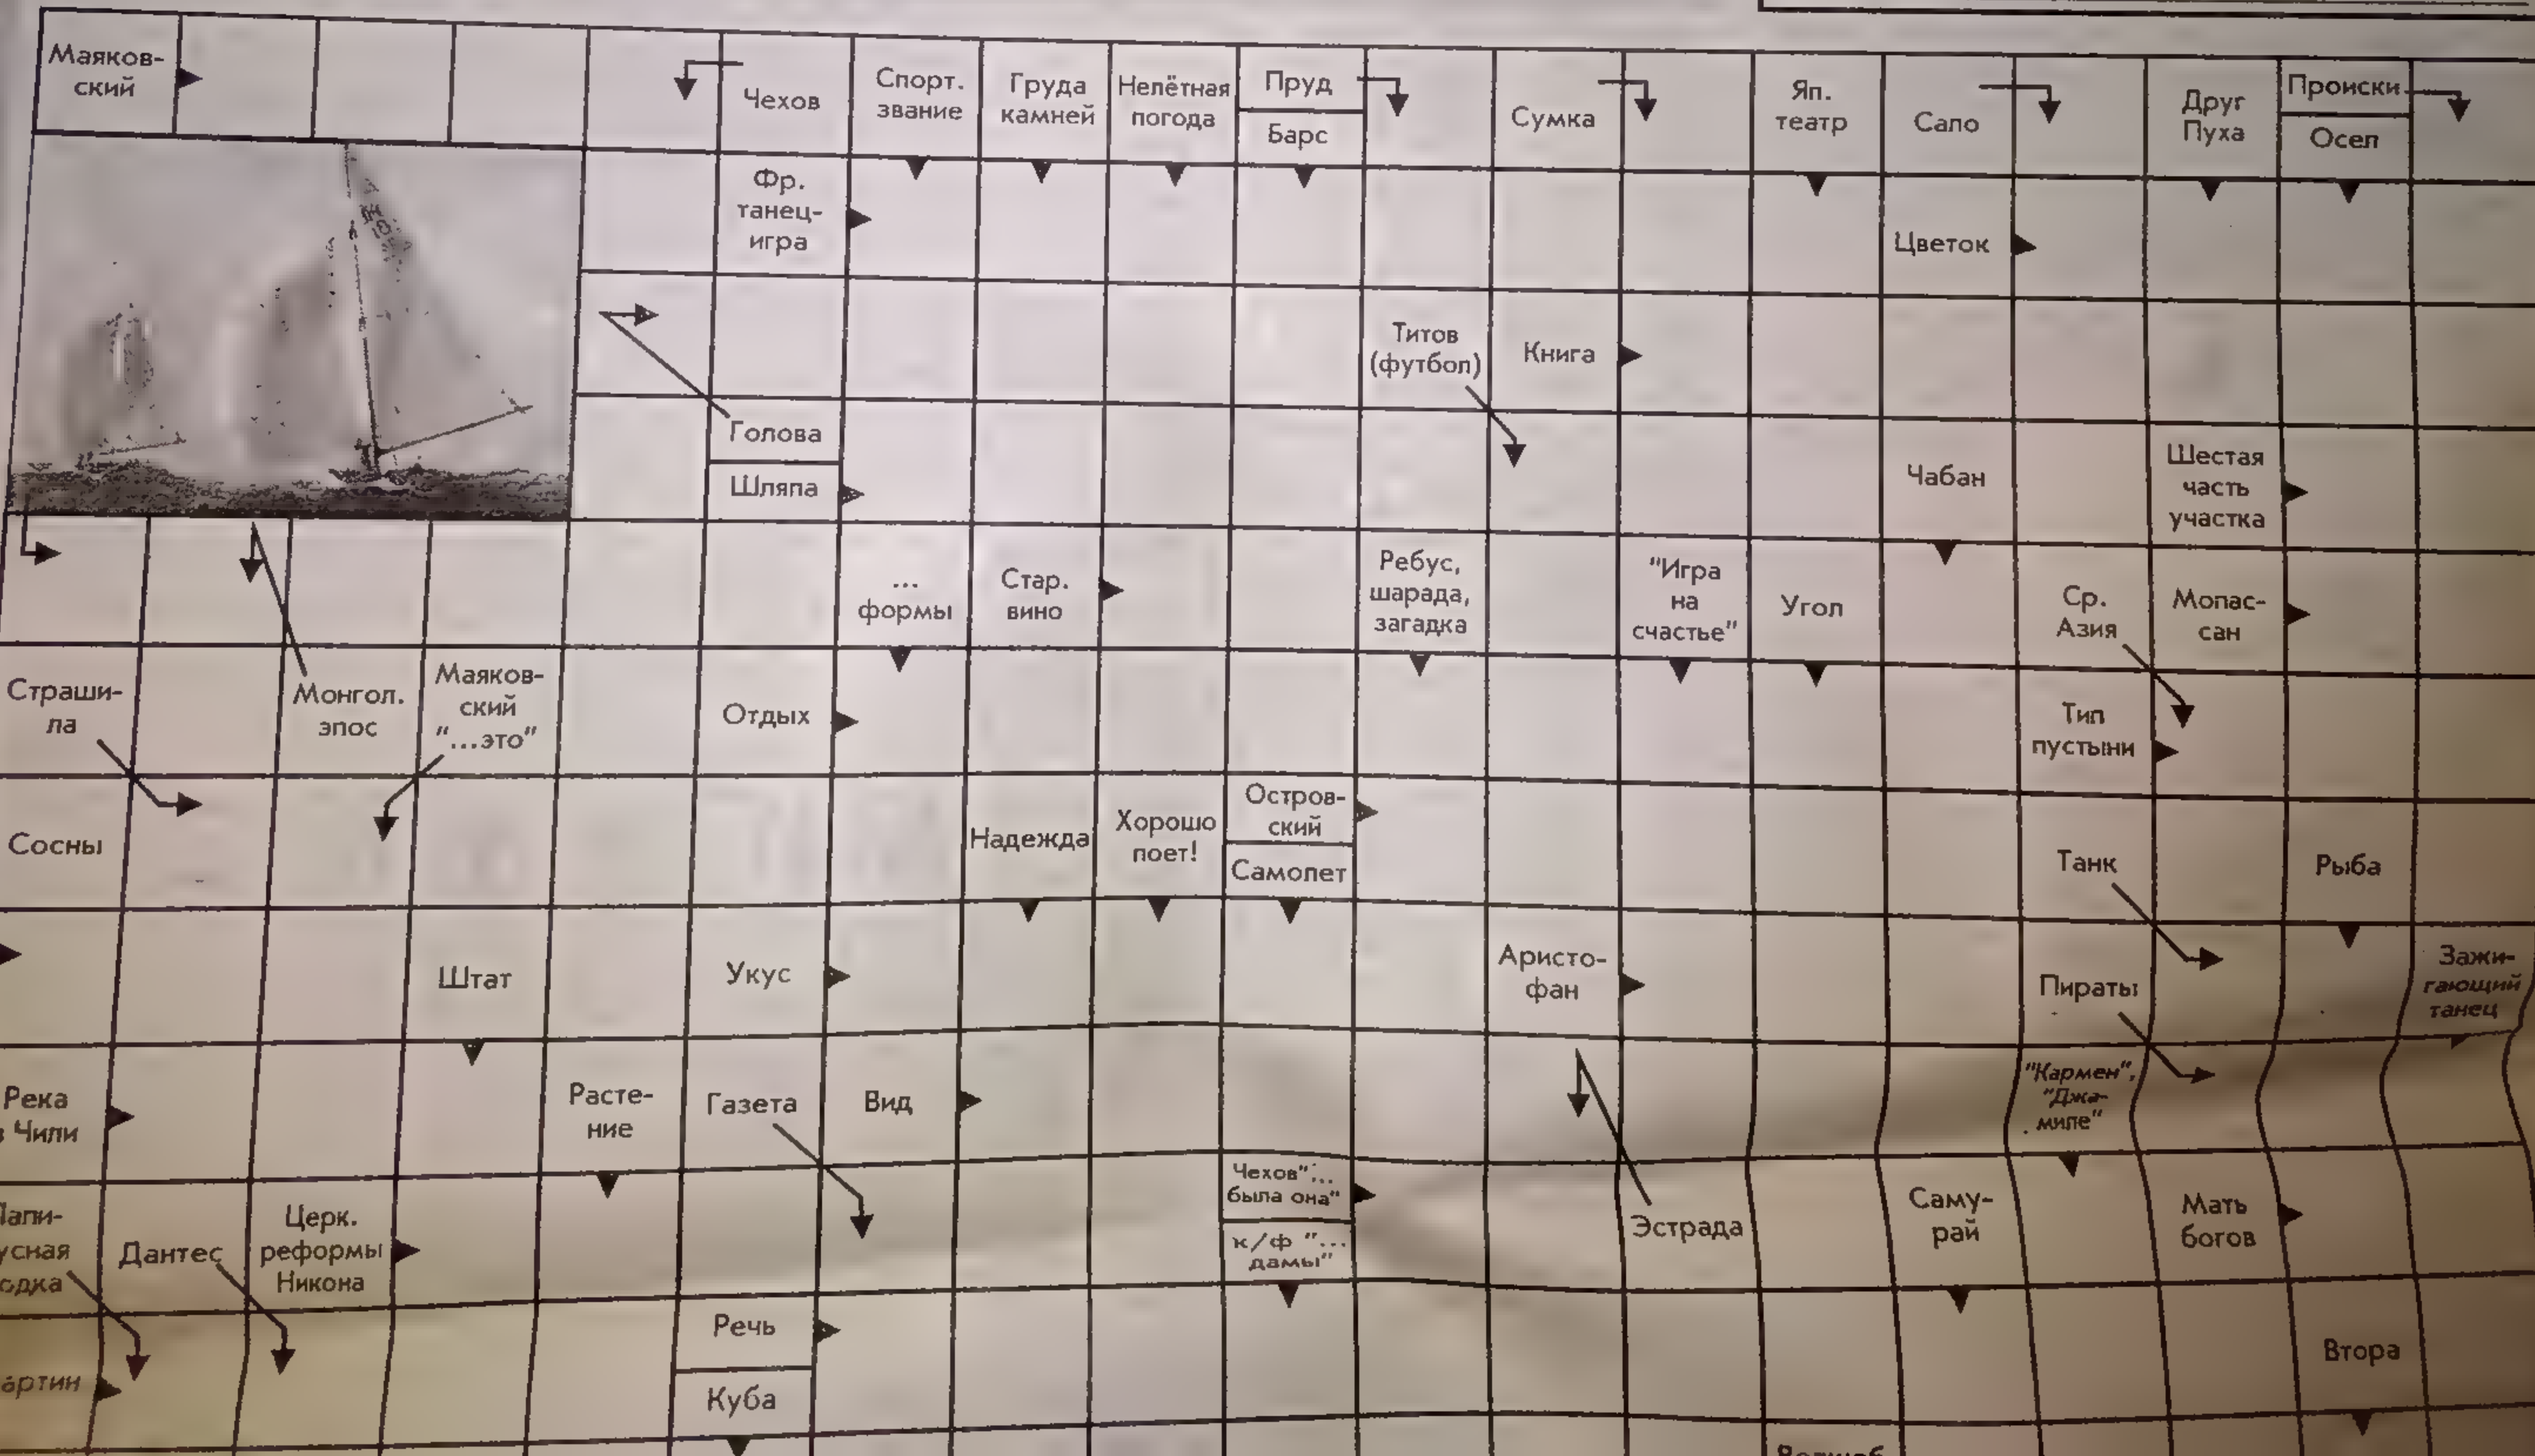 Маяков-
ский
Чехов
Спорт.
звание
Груда
камней
Нелётная
погода
Пруд
Барс
Сумка
Яп.
театр
Сало
Друг
Пуха
Происки
Осел
Фр.
танец-
игра
Цветок
Титов
(футбол)
Книга
Голова
Шляпа
Чабан
Шестая
часть
участка
...
формы
Стар.
вино
Ребус,
шарада,
загадка
"Игра
на
счастье"
Угол
Ср.
Азия
Мопас-
сан
Страши-
ла
Монгол.
эпос
Маяков-
ский
"...это"
Отдых
Тип
пустыни
Сосны
Надежда
Хорошо
поет!
Остров-
ский
Самолет
Танк
Рыба
Штат
Укус
Аристо-
фан
Пираты
Зажи-
гающий
танец
Река
в Чили
Расте-
ние
Газета
Вид
"Кармен",
"Джа-
миле"
Дантес
Церк.
реформы
Никона
Чехов"...
была она"
к/ф "...
дамы"
Эстрада
Саму-
рай
Мать
богов
Речь
Куба
Втора